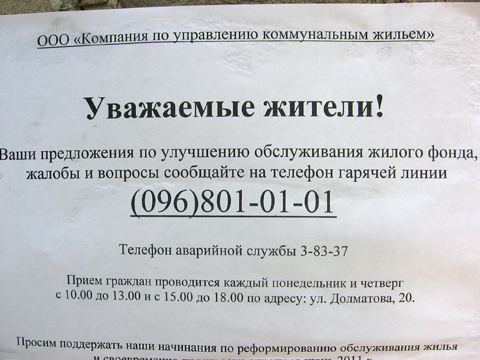 ООО «Компания по управлению коммунальным жильем»
Уважаемые жители!
Ваши предложения по улучшению обслуживания жилого фонда,
жалобы и вопросы сообщайте на телефон гарячей линии
(096)801-01-01
Телефон аварийной службы 3-83-37
Прием граждан проводится каждый понедельник и четверг
с 10.00 до 13.00 и с 15.00 до 18.00 по адресу: ул. Долматова, 20.
Просим поддержать наши начинания по реформированию обслуживания жилья
и своевременно 2011 г